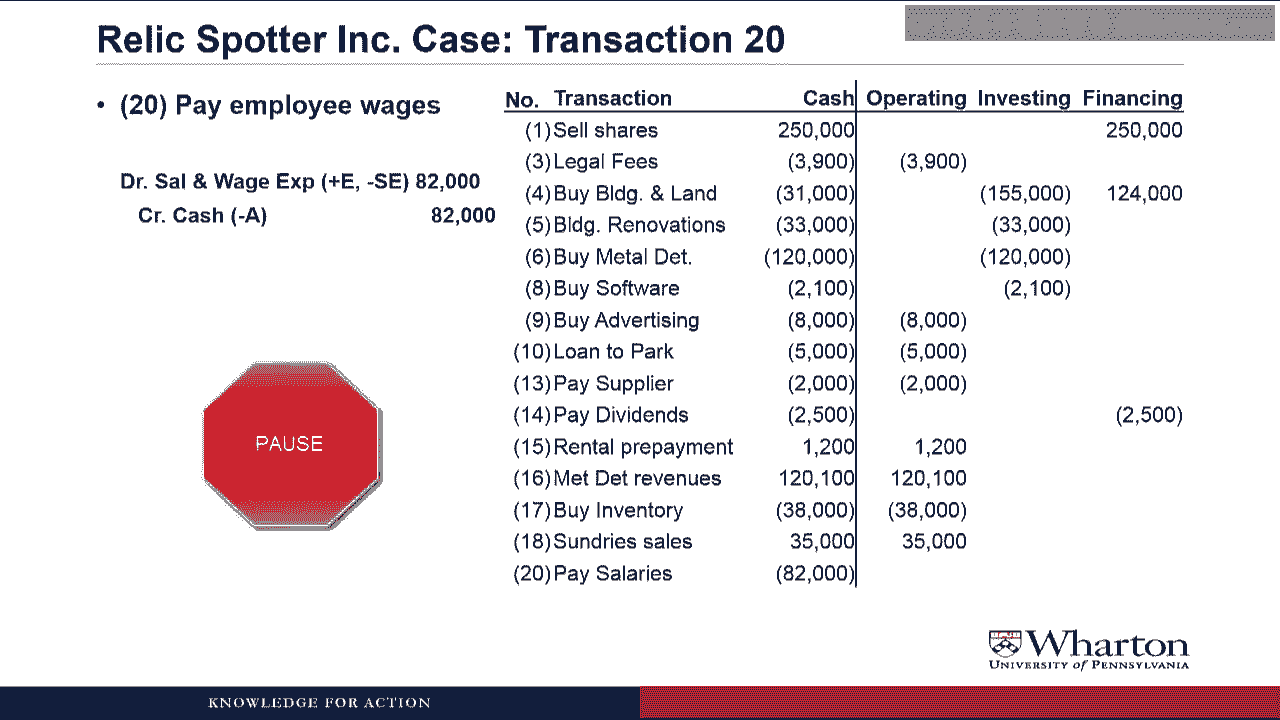 Relic Spotter Inc. Case: Transaction 20
• (20) Pay employee wages
Dr. Sal & Wage Exp (+E, -SE) 82,000
Cr. Cash (-A) 82,000
PAUSE
No. Transaction Cash Operating Investing Financing
(1) Sell shares 250,000 250,000
(3) Legal Fees (3,900) (3,900)
(4) Buy Bldg. & Land (31,000) (155,000) 124,000
(5) Bldg. Renovations (33,000) (33,000)
(6) Buy Metal Det. (120,000) (120,000)
(8) Buy Software (2,100) (2,100)
(9) Buy Advertising (8,000) (8,000)
(10) Loan to Park (5,000) (5,000)
(13) Pay Supplier (2,000) (2,000)
(14) Pay Dividends (2,500) (2,500)
(15) Rental prepayment 1,200 1,200
(16) Met Det revenues 120,100 120,100
(17) Buy Inventory (38,000) (38,000)
(18) Sundries sales 35,000 35,000
(20) Pay Salaries (82,000)
Wharton
UNIVERSITY of PENNSYLVANIA
KNOWLEDGE FOR ACTION